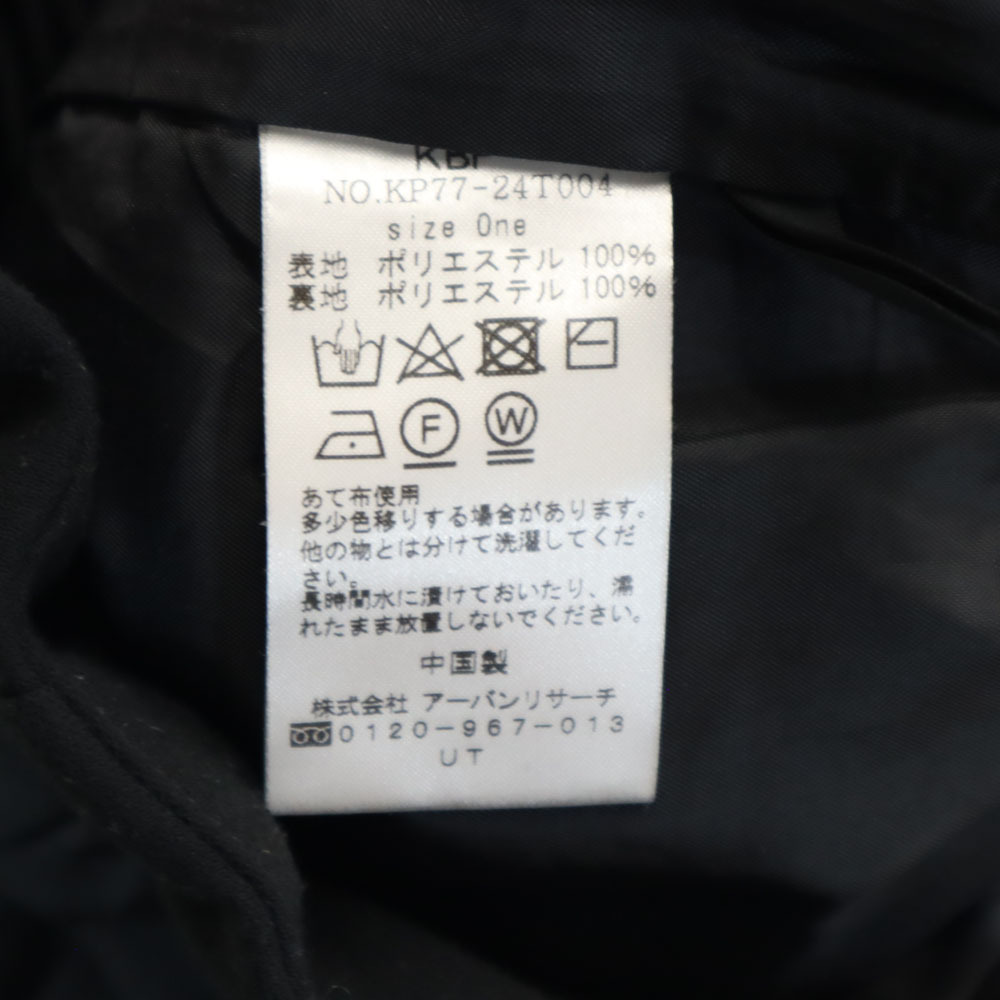 KBF
NO.KP77-24T004
size One
表地 ポリエステル 100%
裏地 ポリエステル 100%
F W
あて布使用
多少色移りする場合があります。
他の物とは分けて洗濯してくだ
さい。
長時間水に漬けておいたり、濡
れたまま放置しないでください。
中国製
株式会社 アーバンリサーチ
0120-967-013
UT